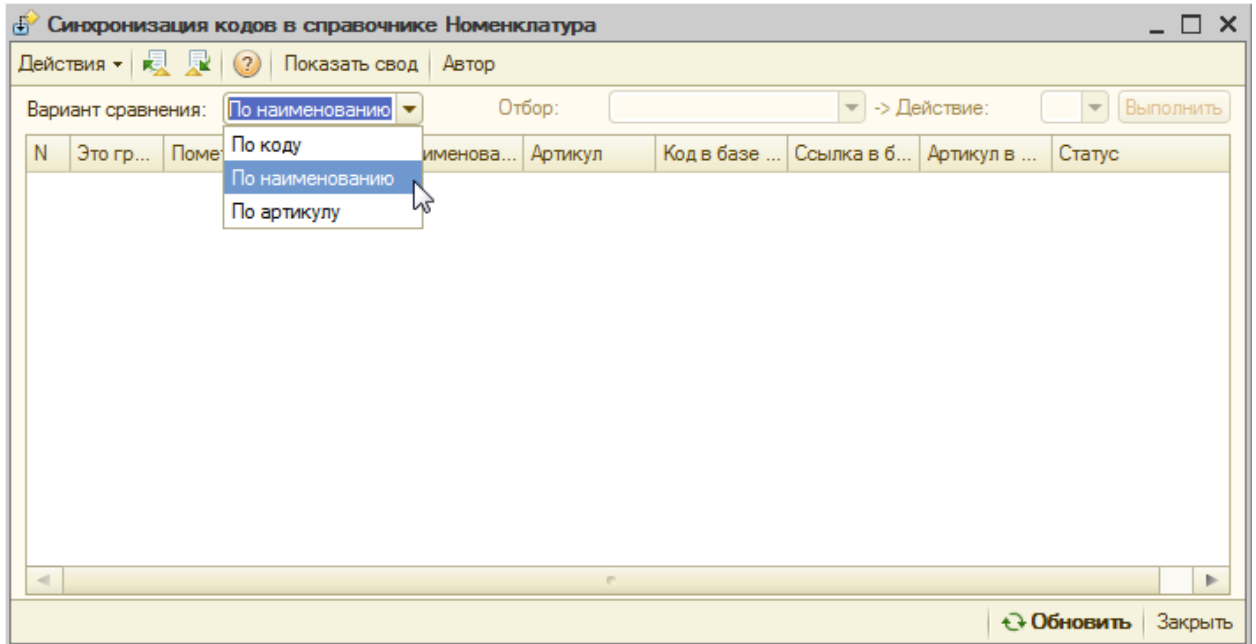 Синхронизация кодов в справочнике Номенклатура
Действия ? Показать свод Автор
Вариант сравнения: По наименованию Отбор: -> Действие: Выполнить
N Это гр... Помет именова... Артикул Код в базе ... Ссылка в б... Артикул в ... Статус
По коду
По наименованию
По артикулу
Обновить Закрыть